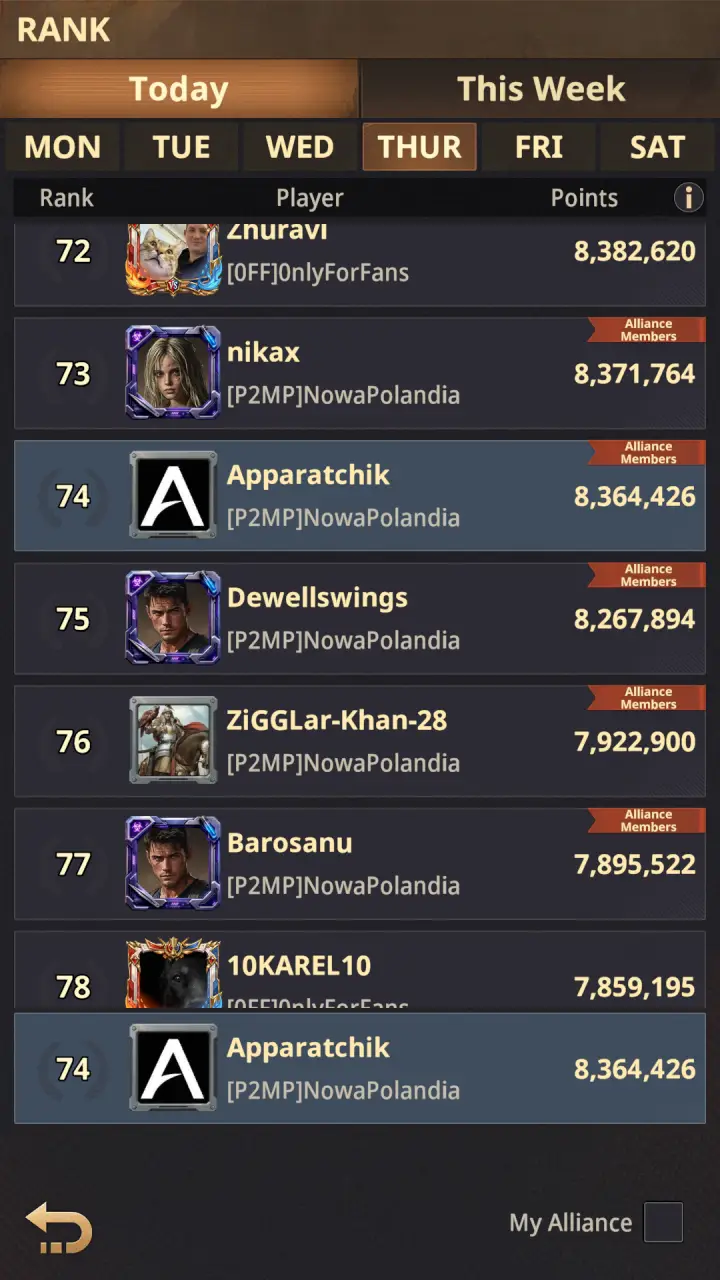 RANK
Today
This Week
MON
TUE
WED
THUR
FRI
SAT
Rank
Player
Points
72
Zhuravl
[0FF]0nlyForFans
8,382,620
Alliance
Members
73
nikax
[P2MP]NowaPolandia
8,371,764
Alliance
Members
74
Apparatchik
[P2MP]NowaPolandia
8,364,426
Alliance
Members
75
Dewellswings
[P2MP]NowaPolandia
8,267,894
Alliance
Members
76
ZiGGLar-Khan-28
[P2MP]NowaPolandia
7,922,900
Alliance
Members
77
Barosanu
[P2MP]NowaPolandia
7,895,522
78
10KAREL10
[0FF]0nlyForFans
7,859,195
74
Apparatchik
[P2MP]NowaPolandia
8,364,426
My Alliance